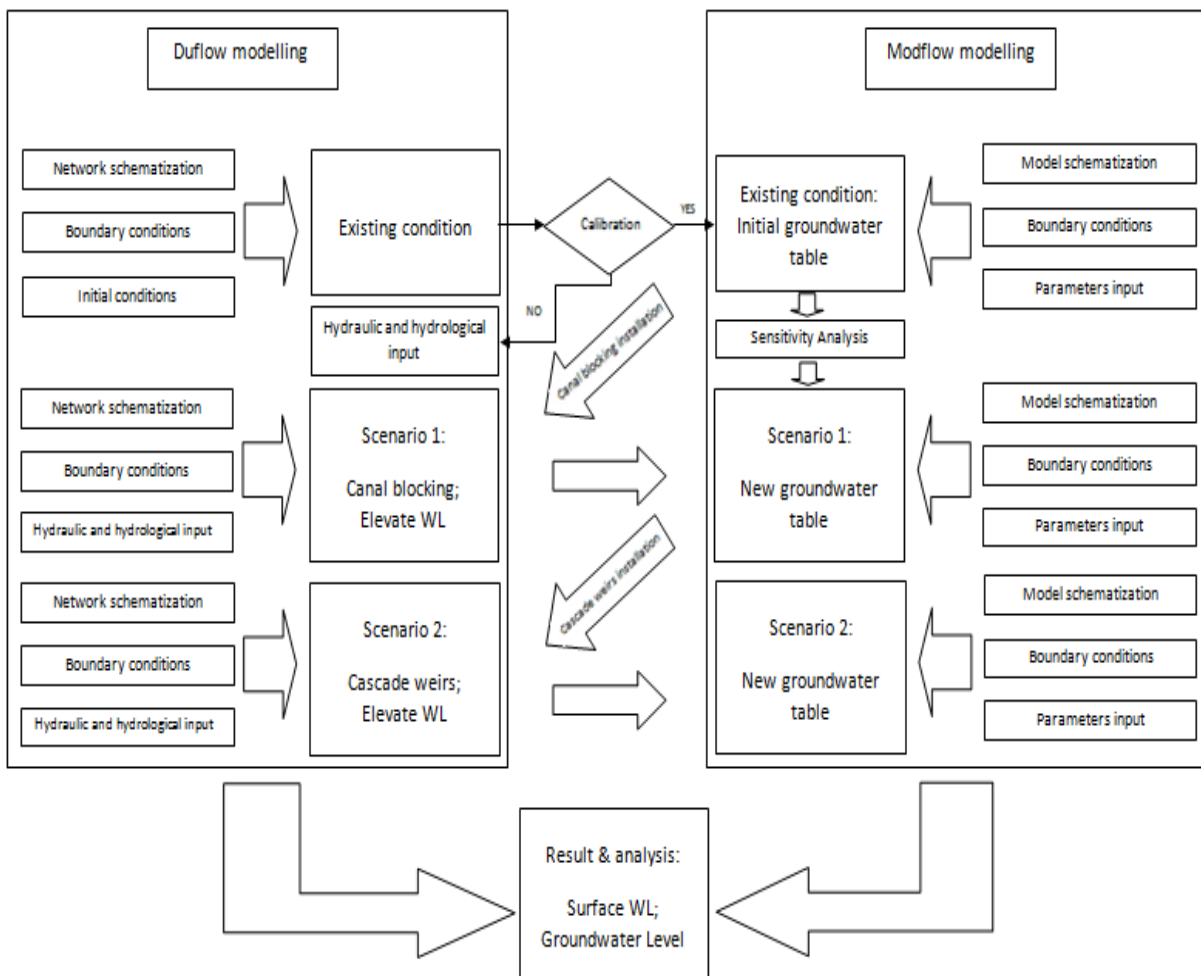 Duflow modelling
Modflow modelling
Network schematization
Boundary conditions
Initial conditions
Existing condition
Calibration
YES
NO
Hydraulic and hydrological
input
Existing condition:
Initial groundwater
table
Model schematization
Boundary conditions
Parameters input
Sensitivity Analysis
Canal blocking installation
Network schematization
Boundary conditions
Hydraulic and hydrological input
Scenario 1:
Canal blocking;
Elevate WL
Scenario 1:
New groundwater
table
Model schematization
Boundary conditions
Parameters input
Cascade weirs installation
Network schematization
Boundary conditions
Hydraulic and hydrological input
Scenario 2:
Cascade weirs;
Elevate WL
Scenario 2:
New groundwater
table
Model schematization
Boundary conditions
Parameters input
Result & analysis:
Surface WL;
Groundwater Level